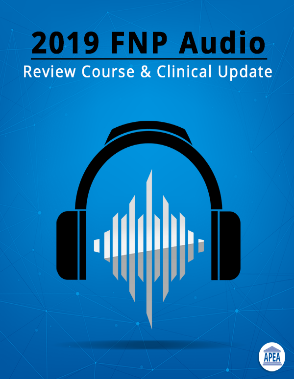 2019 FNP Audio
Review Course & Clinical Update
APEA